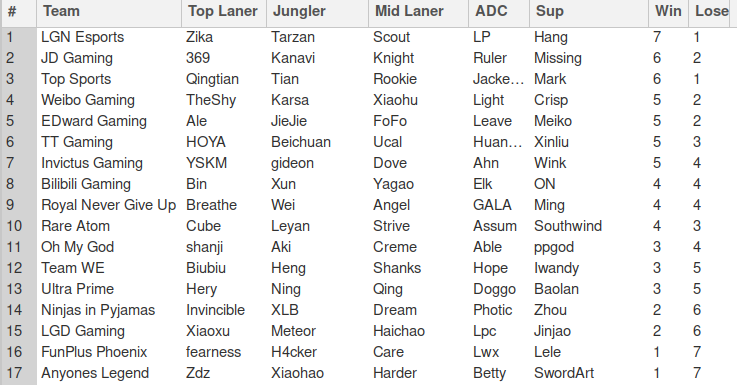 # Team Top Laner Jungler Mid Laner ADC Sup Win Lose
1 LGN Esports Zika Tarzan Scout LP Hang 7 1
2 JD Gaming 369 Kanavi Knight Ruler Missing 6 2
3 Top Sports Qingtian Tian Rookie Jacke... Mark 6 1
4 Weibo Gaming TheShy Karsa Xiaohu Light Crisp 5 2
5 EDward Gaming Ale JieJie FoFo Leave Meiko 5 2
6 TT Gaming HOYA Beichuan Ucal Huan... Xinliu 5 3
7 Invictus Gaming YSKM gideon Dove Ahn Wink 5 4
8 Bilibili Gaming Bin Xun Yagao Elk ON 4 4
9 Royal Never Give Up Breathe Wei Angel GALA Ming 4 4
10 Rare Atom Cube Leyan Strive Assum Southwind 4 3
11 Oh My God shanji Aki Creme Able ppgod 3 4
12 Team WE Biubiu Heng Shanks Hope Iwandy 3 5
13 Ultra Prime Hery Ning Qing Doggo Baolan 3 5
14 Ninjas in Pyjamas Invincible XLB Dream Photic Zhou 2 6
15 LGD Gaming Xiaoxu Meteor Haichao Lpc Jinjao 2 6
16 FunPlus Phoenix fearness H4cker Care Lwx Lele 1 7
17 Anyones Legend Zdz Xiaohao Harder Betty SwordArt 1 7